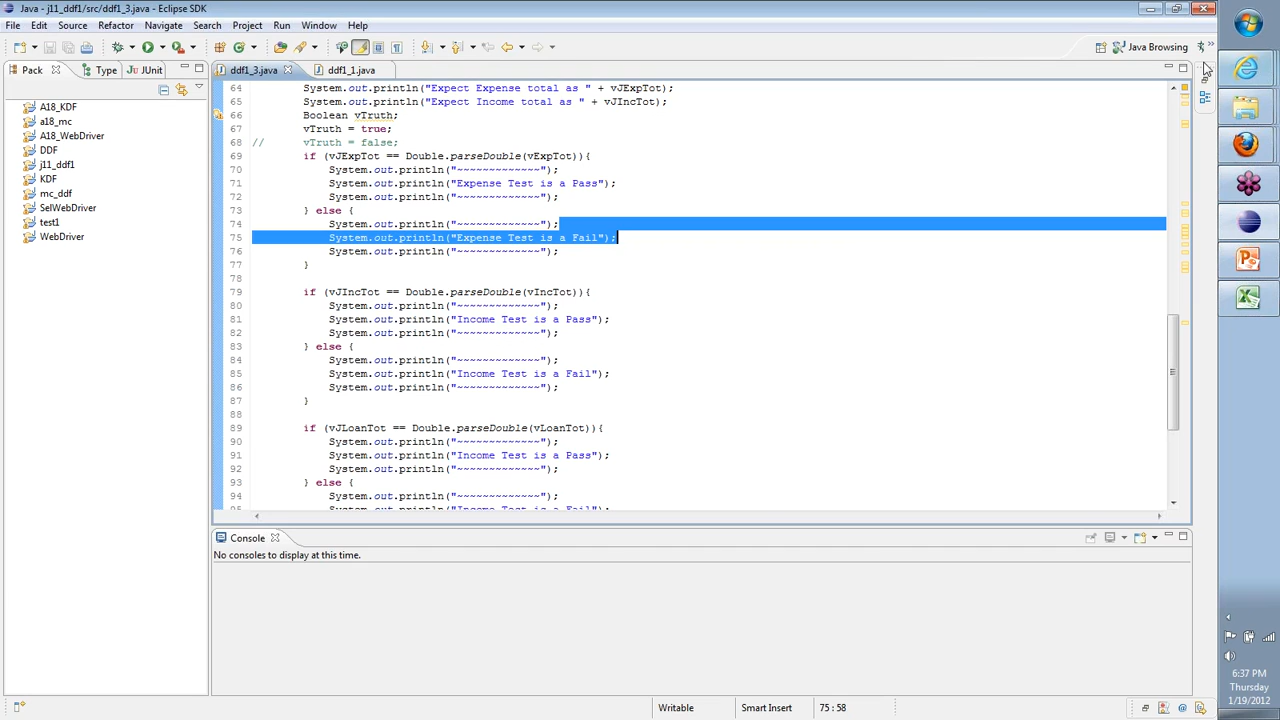 Java - j11_ddf1/src/ddf1_3.java - Eclipse SDK
File Edit Source Refactor Navigate Search Project Run Window Help
Java Browsing
Pack Type JUnit
ddf1_3.java ddf1_1.java
A18_KDF
a18_mc
A18_WebDriver
DDF
j11_ddf1
KDF
mc_ddf
SelWebDriver
test1
WebDriver
64 System.out.println("Expect Expense total as " + vJExpTot);
65 System.out.println("Expect Income total as " + vJIncTot);
66 Boolean vTruth;
67 vTruth = true;
68 // vTruth = false;
69 if (vJExpTot == Double.parseDouble(vExpTot)){
70 System.out.println("~~~~~~~~~~~~~");
71 System.out.println("Expense Test is a Pass");
72 System.out.println("~~~~~~~~~~~~~");
73 } else {
74 System.out.println("~~~~~~~~~~~~~");
75 System.out.println("Expense Test is a Fail");
76 System.out.println("~~~~~~~~~~~~~");
77 }
78
79 if (vJIncTot == Double.parseDouble(vIncTot)){
80 System.out.println("~~~~~~~~~~~~~");
81 System.out.println("Income Test is a Pass");
82 System.out.println("~~~~~~~~~~~~~");
83 } else {
84 System.out.println("~~~~~~~~~~~~~");
85 System.out.println("Income Test is a Fail");
86 System.out.println("~~~~~~~~~~~~~");
87 }
88
89 if (vJLoanTot == Double.parseDouble(vLoanTot)){
90 System.out.println("~~~~~~~~~~~~~");
91 System.out.println("Income Test is a Pass");
92 System.out.println("~~~~~~~~~~~~~");
93 } else {
94 System.out.println("~~~~~~~~~~~~~");
95 System.out.println("Income Test is a Fail");
Console
No consoles to display at this time.
Writable Smart Insert 75 : 58
6:37 PM
Thursday
1/19/2012